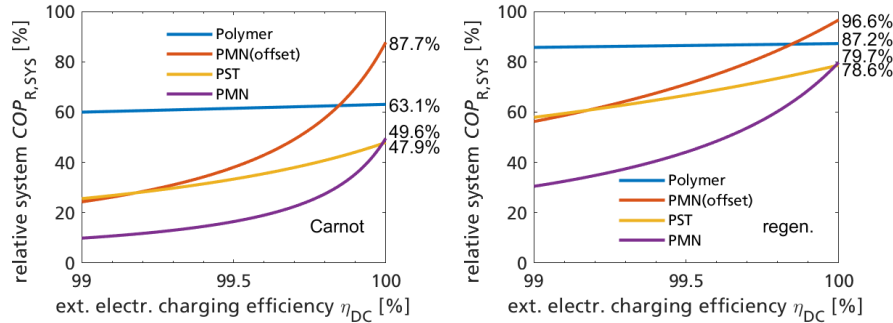 relative system COP_R,SYS [%]
100
80
60
40
20
0
Polymer
PMN(offset)
PST
PMN
87.7%
63.1%
49.6%
47.9%
Carnot
99
99.5
100
ext. electr. charging efficiency η_DC [%]
relative system COP_R,SYS [%]
100
80
60
40
20
0
96.6%
87.2%
79.7%
78.6%
Polymer
PMN(offset)
PST
PMN
regen.
99
99.5
100
ext. electr. charging efficiency η_DC [%]